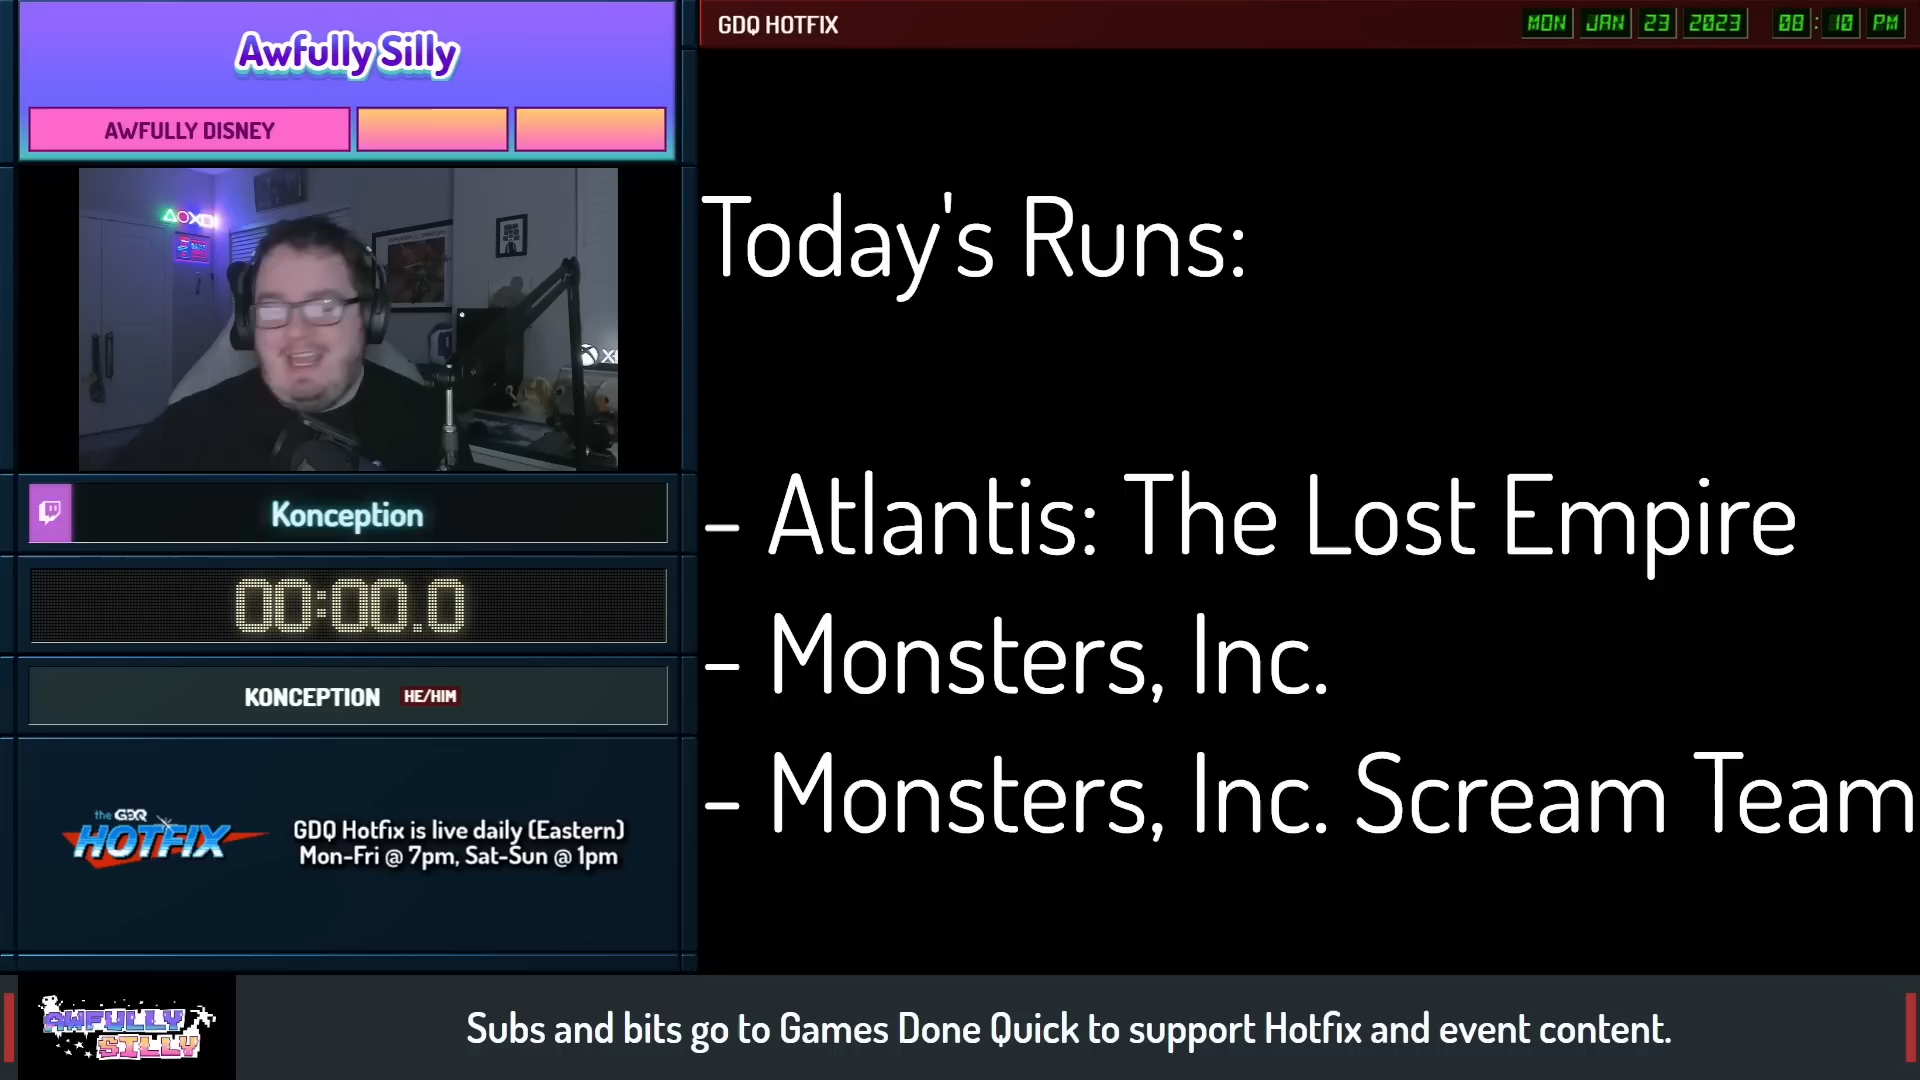 Awfully Silly
AWFULLY DISNEY
Konception
00:00.0
KONCEPTION HE/HIM
the GDQ
HOTFIX
GDQ Hotfix is live daily (Eastern)
Mon-Fri @ 7pm, Sat-Sun @ 1pm
GDQ HOTFIX
MON JAN 23 2023 08:10 PM
Today's Runs:
- Atlantis: The Lost Empire
- Monsters, Inc.
- Monsters, Inc. Scream Team
AWFULLY
SILLY
Subs and bits go to Games Done Quick to support Hotfix and event content.